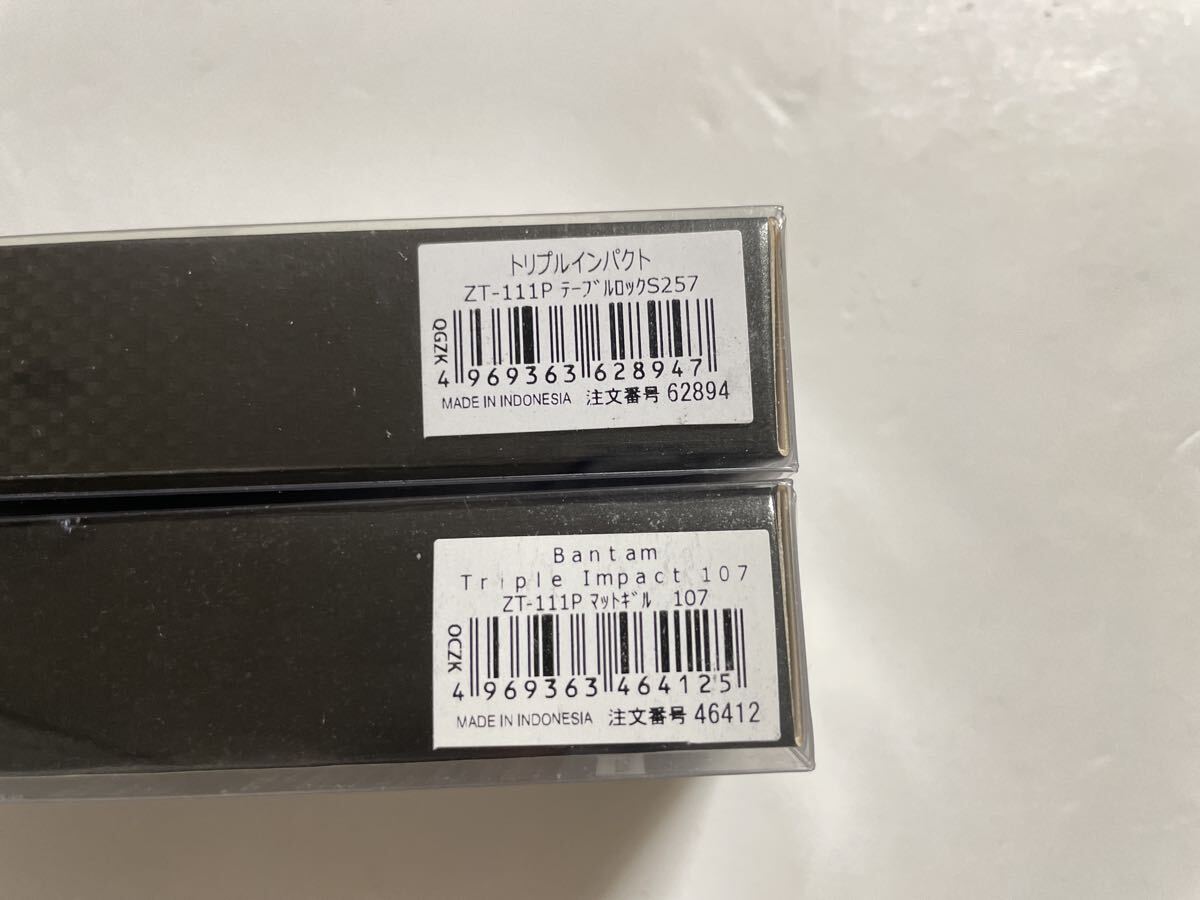 トリプルインパクト
ZT-111P ﾃｰﾌﾞﾙﾛｯｸS257
QGZK
4 969363 628947
MADE IN INDONESIA 注文番号 62894
Bantam
Triple Impact 107
ZT-111P ﾏｯﾄｷﾞﾙ 107
OCZK
4 969363 464125
MADE IN INDONESIA 注文番号 46412